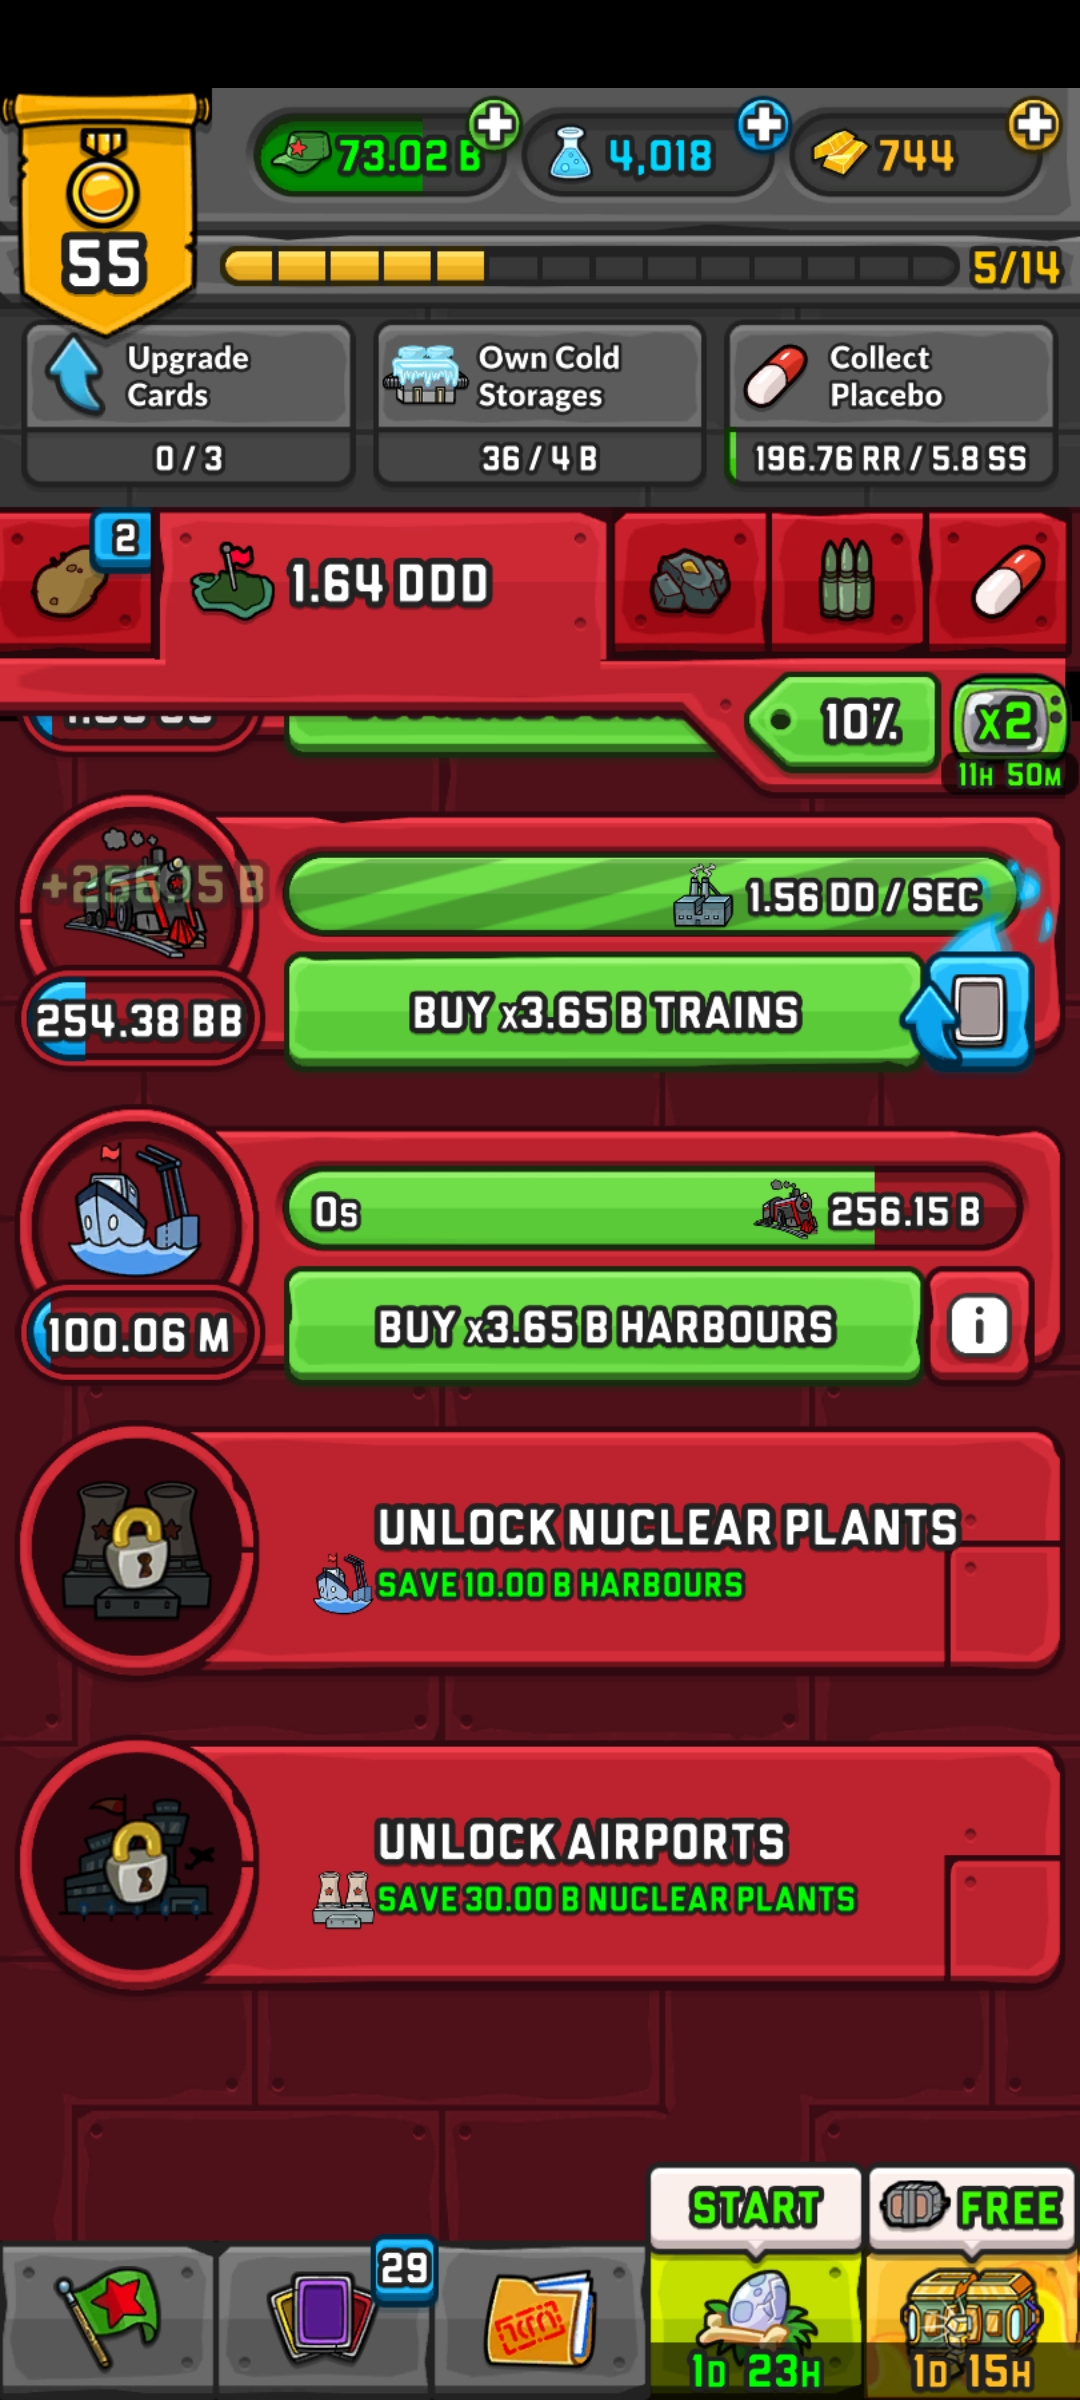 73.02 B
4,018
744
55
5/14
Upgrade
Cards
0 / 3
Own Cold
Storages
36 / 4 B
Collect
Placebo
196.76 RR / 5.8 SS
2
1.64 DDD
10%
x2
11H 50M
+256.15 B
1.56 DD / SEC
254.38 BB
BUY x3.65 B TRAINS
0s
256.15 B
100.06 M
BUY x3.65 B HARBOURS
i
UNLOCK NUCLEAR PLANTS
SAVE 10.00 B HARBOURS
UNLOCK AIRPORTS
SAVE 30.00 B NUCLEAR PLANTS
START
FREE
29
1D 23H
1D 15H